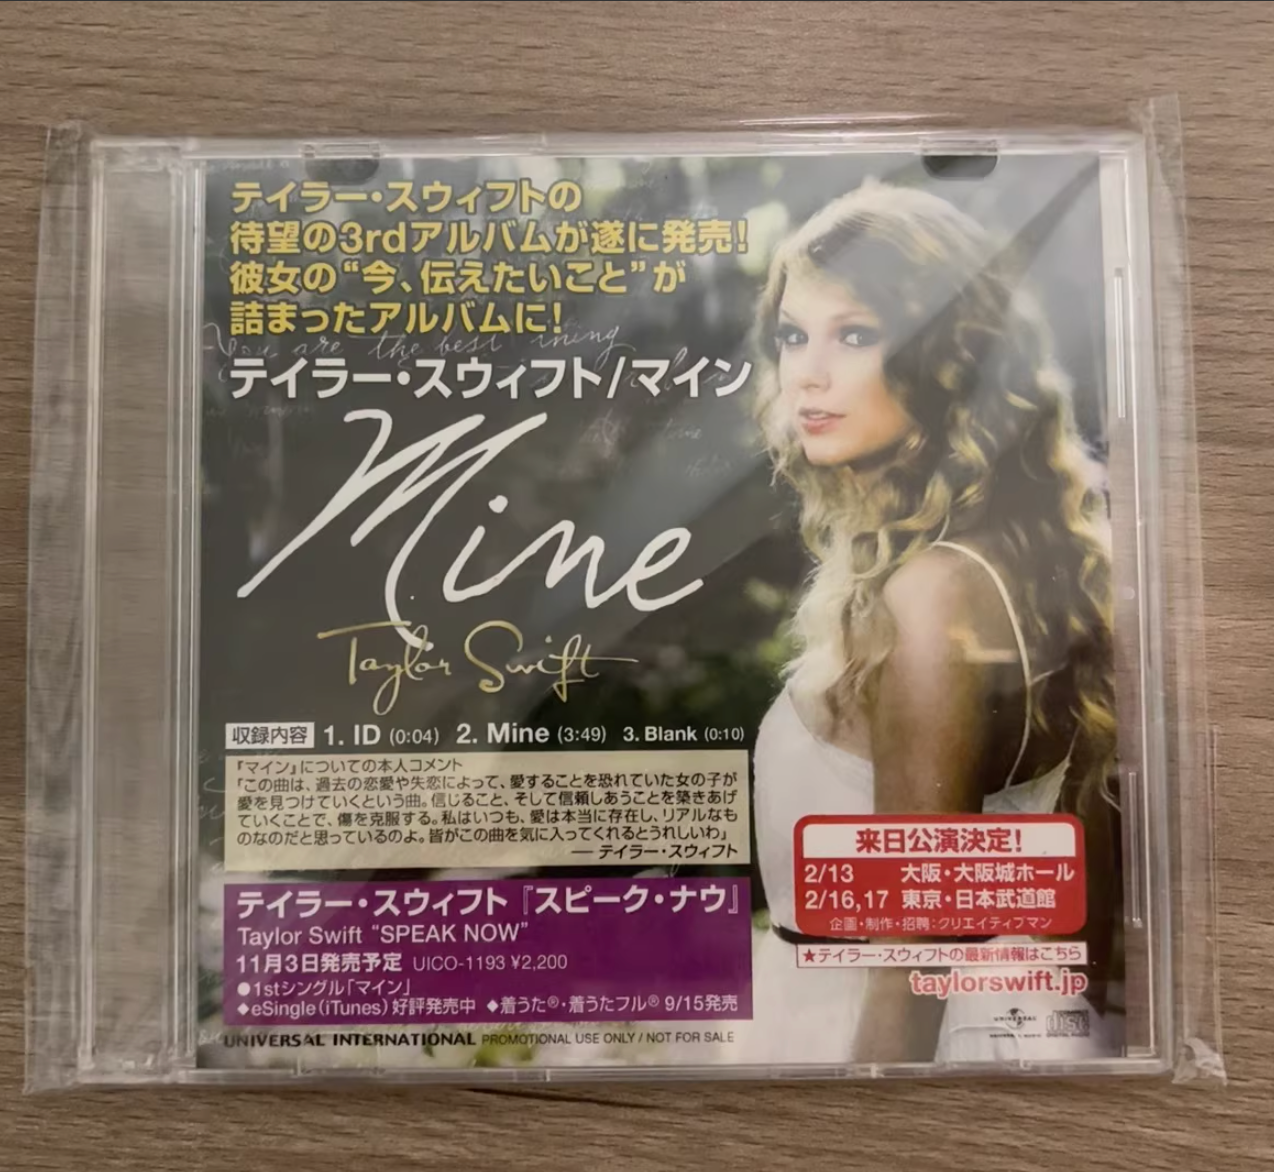 テイラー・スウィフトの
待望の3rdアルバムが遂に発売!
彼女の“今、伝えたいこと”が
詰まったアルバムに!
You are the best thing
テイラー・スウィフト/マイン
Mine
Taylor Swift
収録内容 1. ID (0:04) 2. Mine (3:49) 3. Blank (0:10)
「マイン」についての本人コメント
「この曲は、過去の恋愛や失恋によって、愛することを恐れていた女の子が
愛を見つけていくという曲。信じること、そして信頼しあうことを築きあげ
ていくことで、傷を克服する。私はいつも、愛は本当に存在し、リアルなも
のなのだと思っているのよ。皆がこの曲を気に入ってくれるとうれしいわ」
― テイラー・スウィフト
テイラー・スウィフト『スピーク・ナウ』
Taylor Swift “SPEAK NOW”
11月3日発売予定 UICO-1193 ¥2,200
●1stシングル「マイン」
◆eSingle(iTunes)好評発売中 ◆着うた®・着うたフル® 9/15発売
UNIVERSAL INTERNATIONAL PROMOTIONAL USE ONLY / NOT FOR SALE
来日公演決定!
2/13 大阪・大阪城ホール
2/16,17 東京・日本武道館
企画・制作・招聘:クリエイティブマン
★テイラー・スウィフトの最新情報はこちら
taylorswift.jp
UNIVERSAL
disc